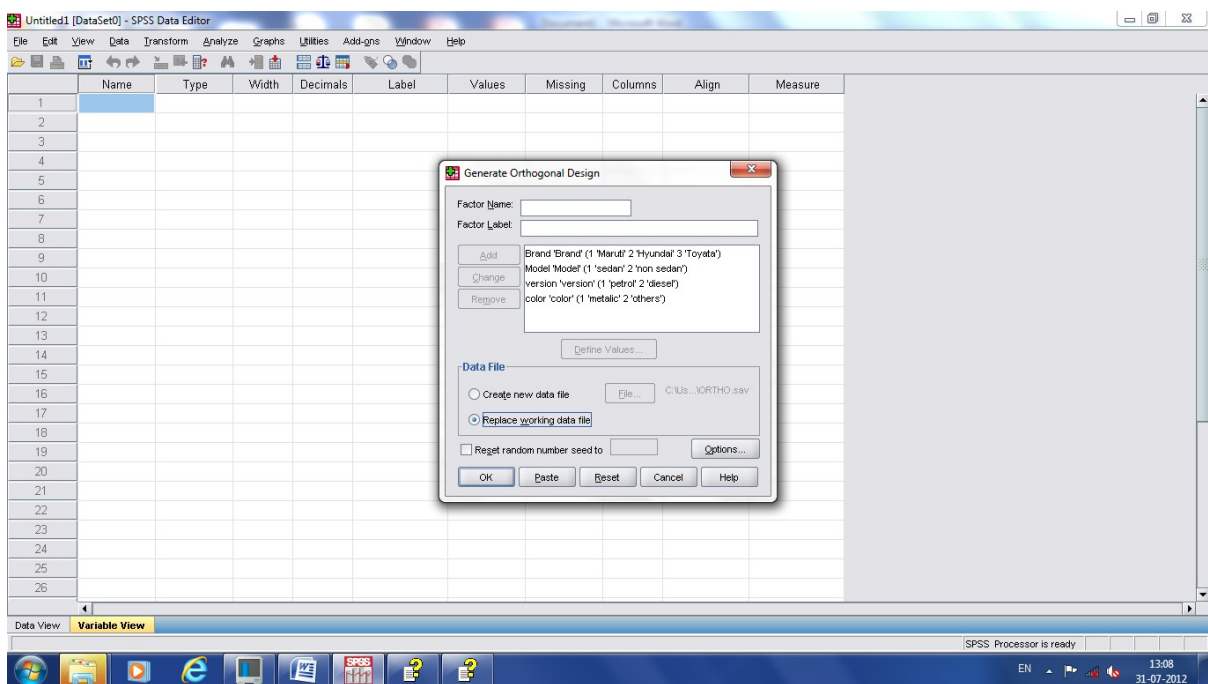 Untitled1 [DataSet0] - SPSS Data Editor
File Edit View Data Transform Analyze Graphs Utilities Add-ons Window Help
Name Type Width Decimals Label Values Missing Columns Align Measure
1
2
3
4
5
6
7
8
9
10
11
12
13
14
15
16
17
18
19
20
21
22
23
24
25
26
Generate Orthogonal Design
Factor Name:
Factor Label:
Add
Change
Remove
Brand 'Brand' (1 'Maruti' 2 'Hyundai' 3 'Toyata')
Model 'Model' (1 'sedan' 2 'non sedan')
version 'version' (1 'petrol' 2 'diesel')
color 'color' (1 'metalic' 2 'others')
Define Values...
Data File
Create new data file File... C:\Us...\ORTHO.sav
Replace working data file
Reset random number seed to Options...
OK Paste Reset Cancel Help
Data View Variable View
SPSS Processor is ready
SPSS
EN 13:08
31-07-2012